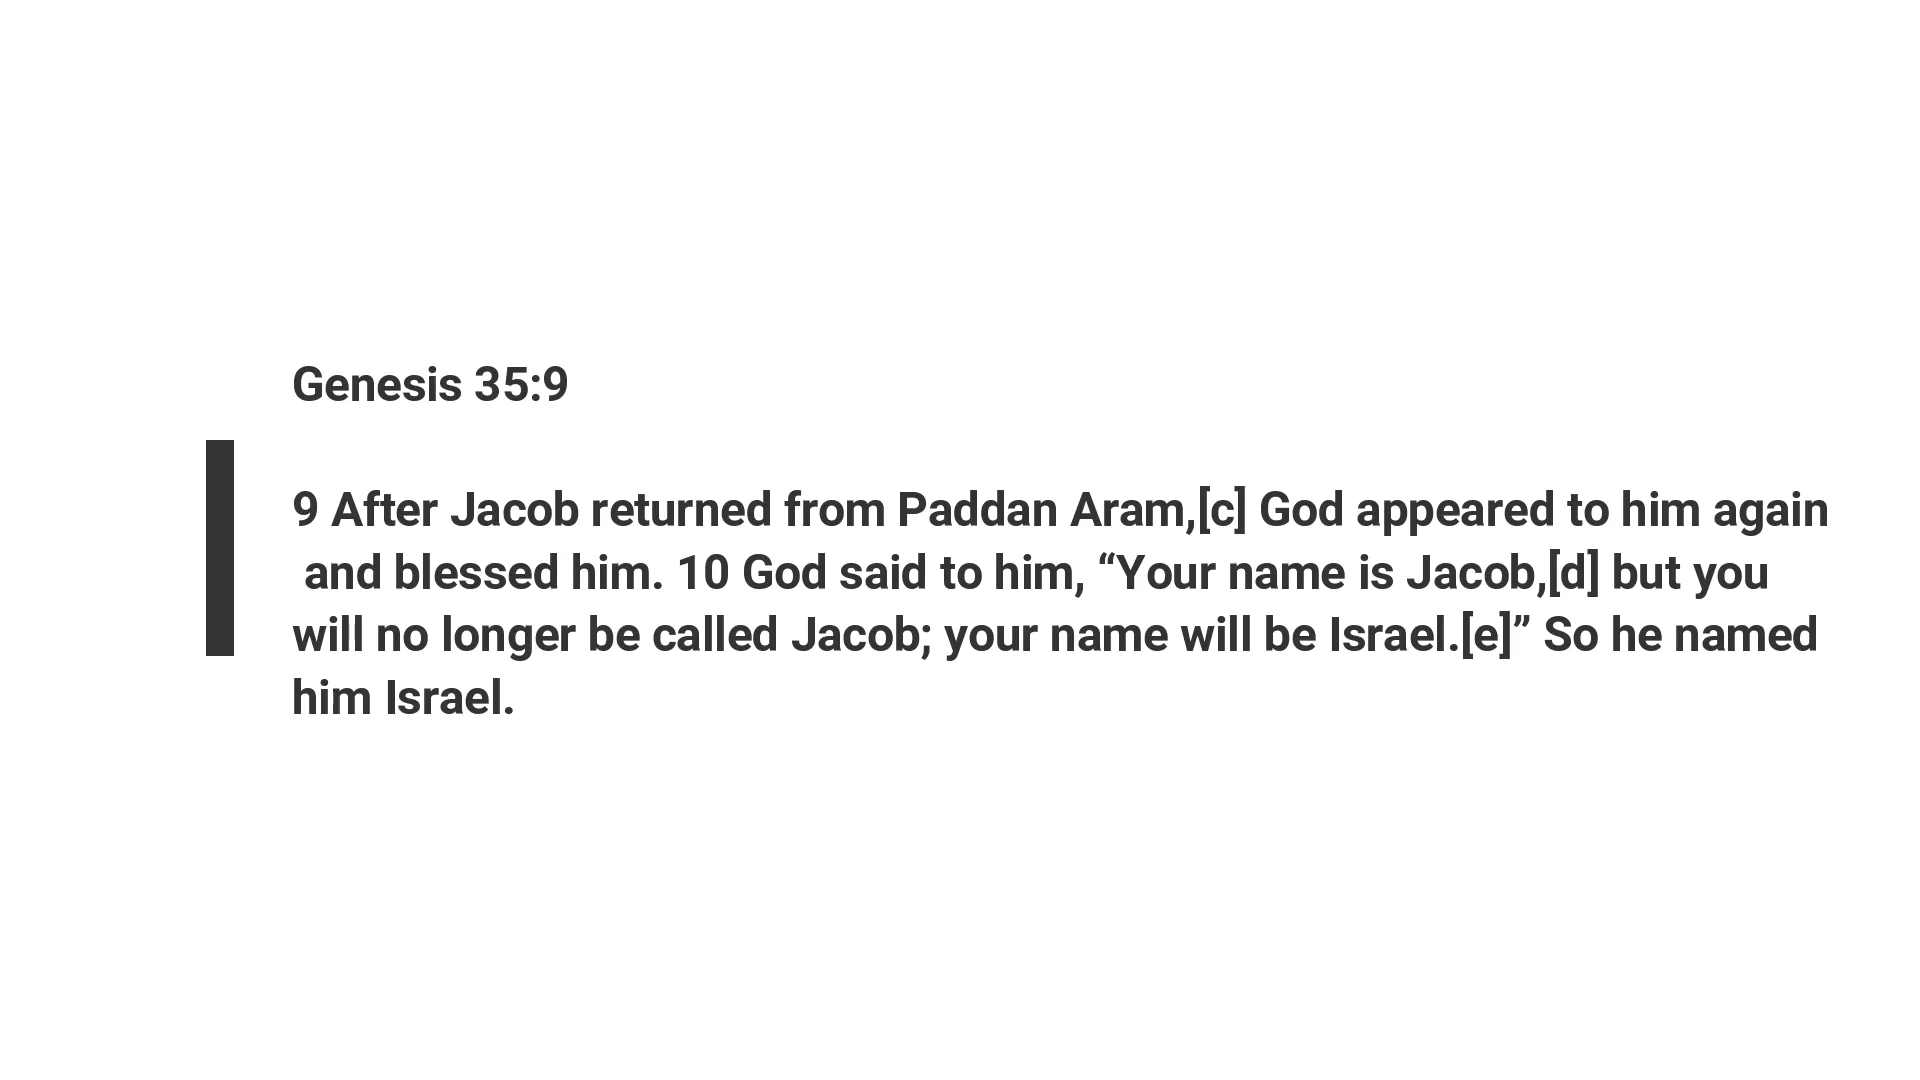 Genesis 35:9
9 After Jacob returned from Paddan Aram,[c] God appeared to him again
and blessed him. 10 God said to him, “Your name is Jacob,[d] but you
will no longer be called Jacob; your name will be Israel.[e]” So he named
him Israel.